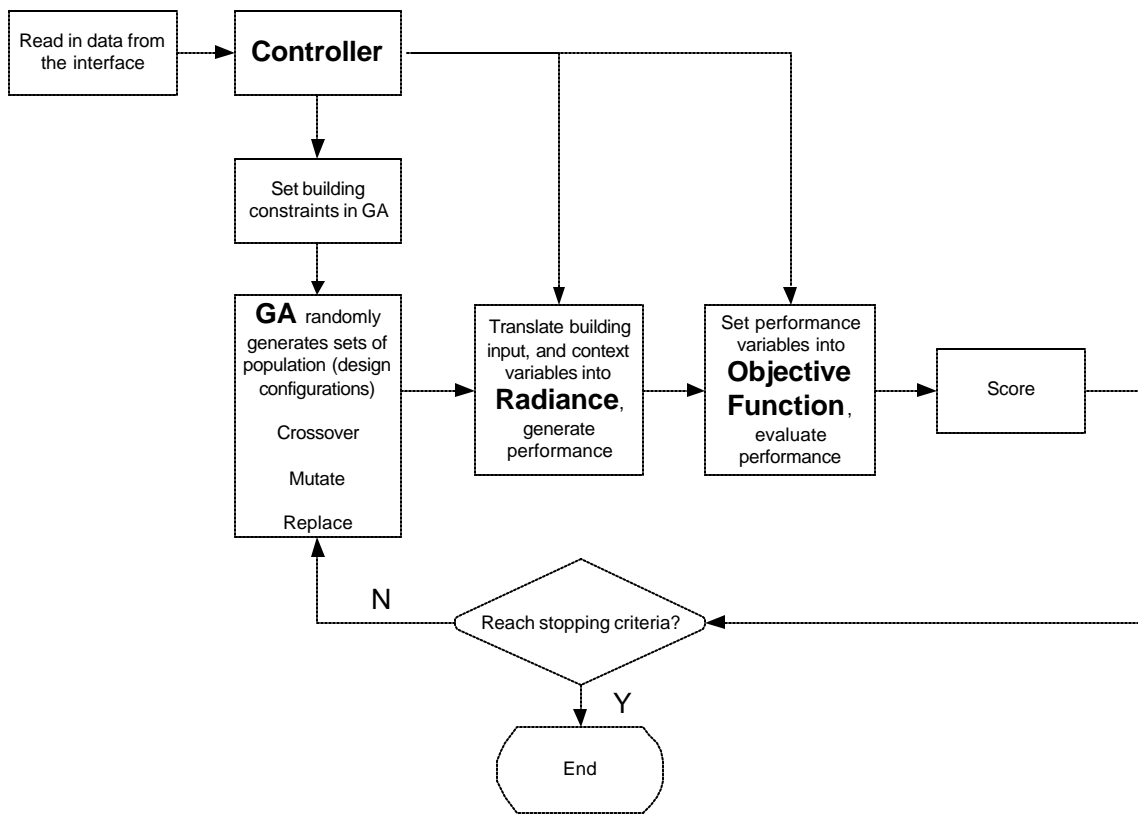 Read in data from
the interface
Controller
Set building
constraints in GA
GA randomly
generates sets of
population (design
configurations)
Crossover
Mutate
Replace
Translate building
input, and context
variables into
Radiance,
generate
performance
Set performance
variables into
Objective
Function,
evaluate
performance
Score
Reach stopping criteria?
N
Y
End